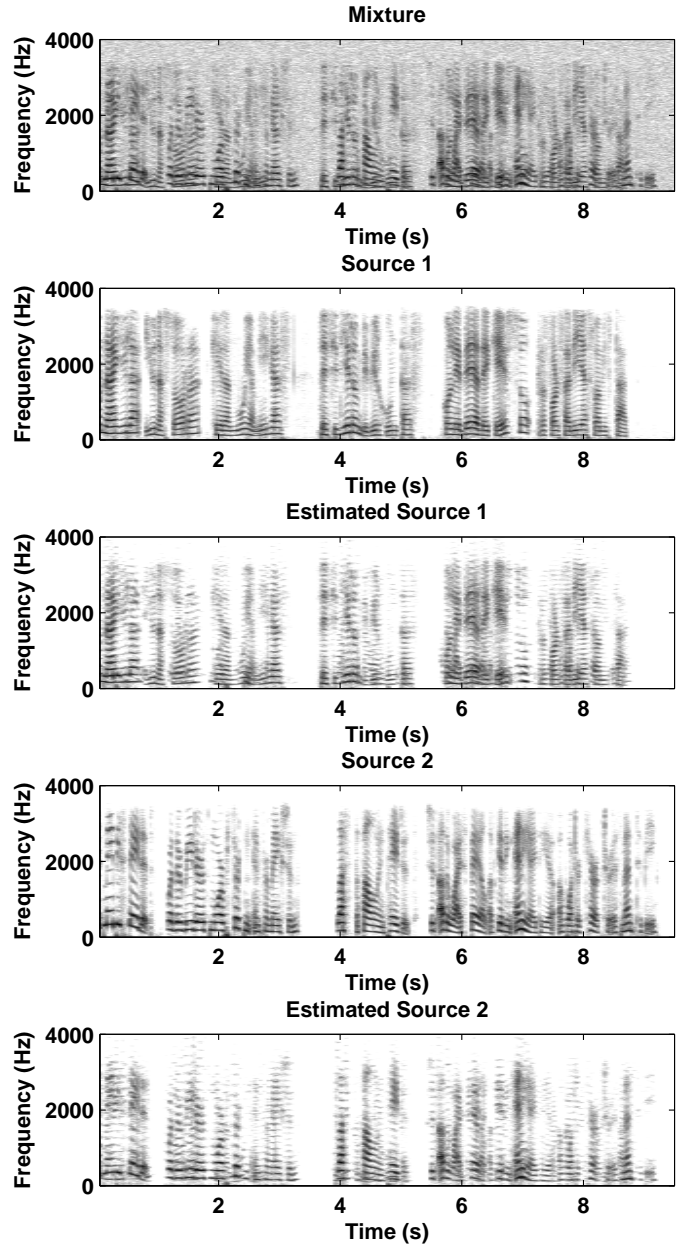 Mixture
4000
2000
0
Frequency (Hz)
2 4 6 8
Time (s)
Source 1
4000
2000
0
Frequency (Hz)
2 4 6 8
Time (s)
Estimated Source 1
4000
2000
0
Frequency (Hz)
2 4 6 8
Time (s)
Source 2
4000
2000
0
Frequency (Hz)
2 4 6 8
Time (s)
Estimated Source 2
4000
2000
0
Frequency (Hz)
2 4 6 8
Time (s)